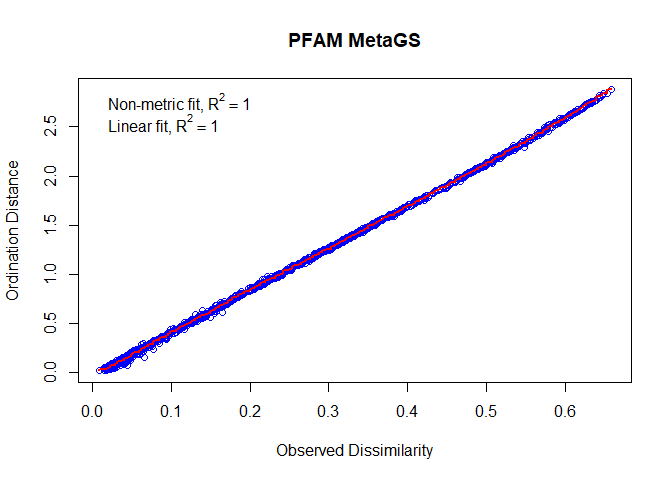 PFAM MetaGS
Non-metric fit, R² = 1
Linear fit, R² = 1
Ordination Distance
2.5
2.0
1.5
1.0
0.5
0.0
0.0 0.1 0.2 0.3 0.4 0.5 0.6
Observed Dissimilarity